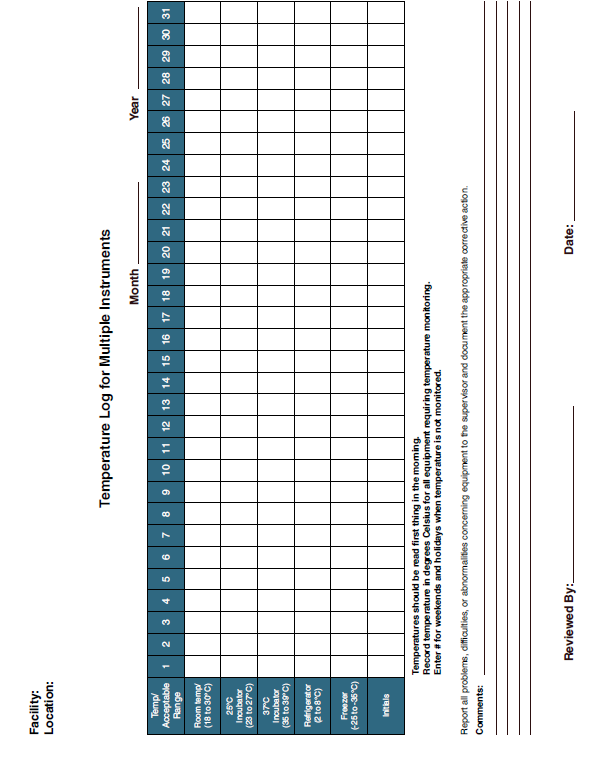 Facility:
Location:
Temperature Log for Multiple Instruments
Month
Year
Temp/
Acceptable
Range
1 2 3 4 5 6 7 8 9 10 11 12 13 14 15 16 17 18 19 20 21 22 23 24 25 26 27 28 29 30 31
Room temp/
(18 to 30°C)
25°C
Incubator
(23 to 27°C)
37°C
Incubator
(35 to 39°C)
Refrigerator
(2 to 8°C)
Freezer
(-25 to -35°C)
Initials
Temperatures should be read first thing in the morning.
Record temperature in degrees Celsius for all equipment requiring temperature monitoring.
Enter # for weekends and holidays when temperature is not monitored.
Report all problems, difficulties, or abnormalities concerning equipment to the supervisor and document the appropriate corrective action.
Comments:
Reviewed By:
Date: